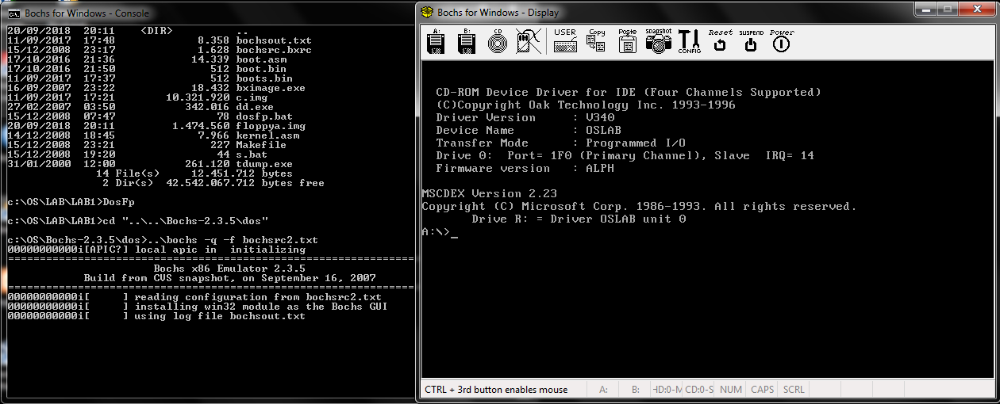 Bochs for Windows - Console
20/09/2018  20:11    <DIR>          ..
11/09/2017  17:48             8.358 bochsout.txt
15/12/2008  23:17             1.628 bochsrc.bxrc
17/10/2016  21:36            14.339 boot.asm
17/10/2016  21:50               512 boot.bin
11/09/2017  17:37               512 boots.bin
16/09/2007  23:22            18.432 bximage.exe
11/09/2017  17:21        10.321.920 c.img
27/02/2007  03:50           342.016 dd.exe
15/12/2008  07:47                78 dosfp.bat
20/09/2018  20:11         1.474.560 floppya.img
14/12/2008  18:45             7.966 kernel.asm
15/12/2008  23:21               227 Makefile
15/12/2008  19:20                44 s.bat
31/01/2000  12:00           261.120 tdump.exe
14 File(s)     12.451.712 bytes
2 Dir(s)  42.542.067.712 bytes free
c:\OS\LAB\LAB1>DosFp
c:\OS\LAB\LAB1>cd "..\..\Bochs-2.3.5\dos"
c:\OS\Bochs-2.3.5\dos>..\bochs -q -f bochsrc2.txt
00000000000i[APIC?] local apic in  initializing
========================================================================
Bochs x86 Emulator 2.3.5
Build from CVS snapshot, on September 16, 2007
========================================================================
00000000000i[     ] reading configuration from bochsrc2.txt
00000000000i[     ] installing win32 module as the Bochs GUI
00000000000i[     ] using log file bochsout.txt
Bochs for Windows - Display
A: B: CD USER Copy Paste snapshot CONFIG Reset SUSPEND Power
CD-ROM Device Driver for IDE (Four Channels Supported)
(C)Copyright Oak Technology Inc. 1993-1996
Driver Version     : V340
Device Name        : OSLAB
Transfer Mode      : Programmed I/O
Drive 0:  Port= 1F0 (Primary Channel), Slave  IRQ= 14
Firmware version   : ALPH
MSCDEX Version 2.23
Copyright (C) Microsoft Corp. 1986-1993. All rights reserved.
Drive R: = Driver OSLAB unit 0
A:\>_
CTRL + 3rd button enables mouse A: B: HD:0-M CD:0-S NUM CAPS SCRL